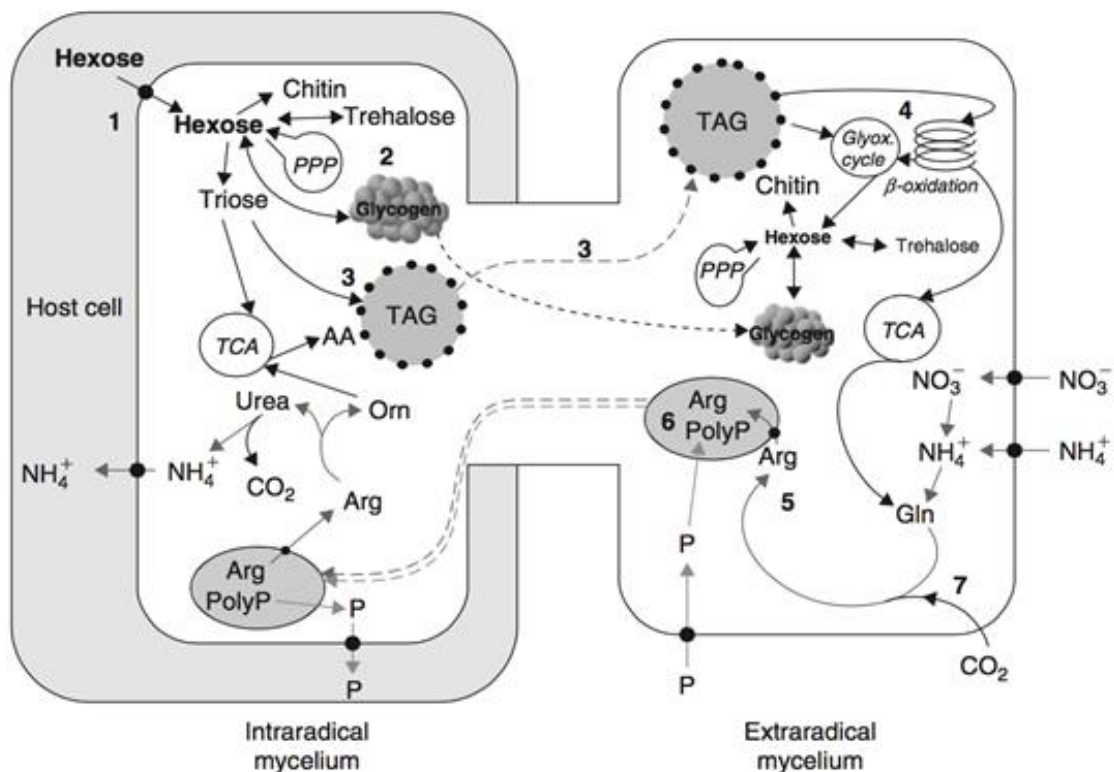 Hexose
1
Hexose
Chitin
Trehalose
PPP
2
Triose
Glycogen
3
TAG
Host cell
TCA
AA
Urea
Orn
NH₄⁺
NH₄⁺
CO₂
Arg
Arg
PolyP
P
P
3
TAG
4
Glyox.
cycle
β-oxidation
Chitin
Hexose
Trehalose
PPP
Glycogen
TCA
NO₃⁻
NO₃⁻
NH₄⁺
NH₄⁺
Arg
6 PolyP
Arg
5
Gln
P
P
7
CO₂
Intraradical
mycelium
Extraradical
mycelium